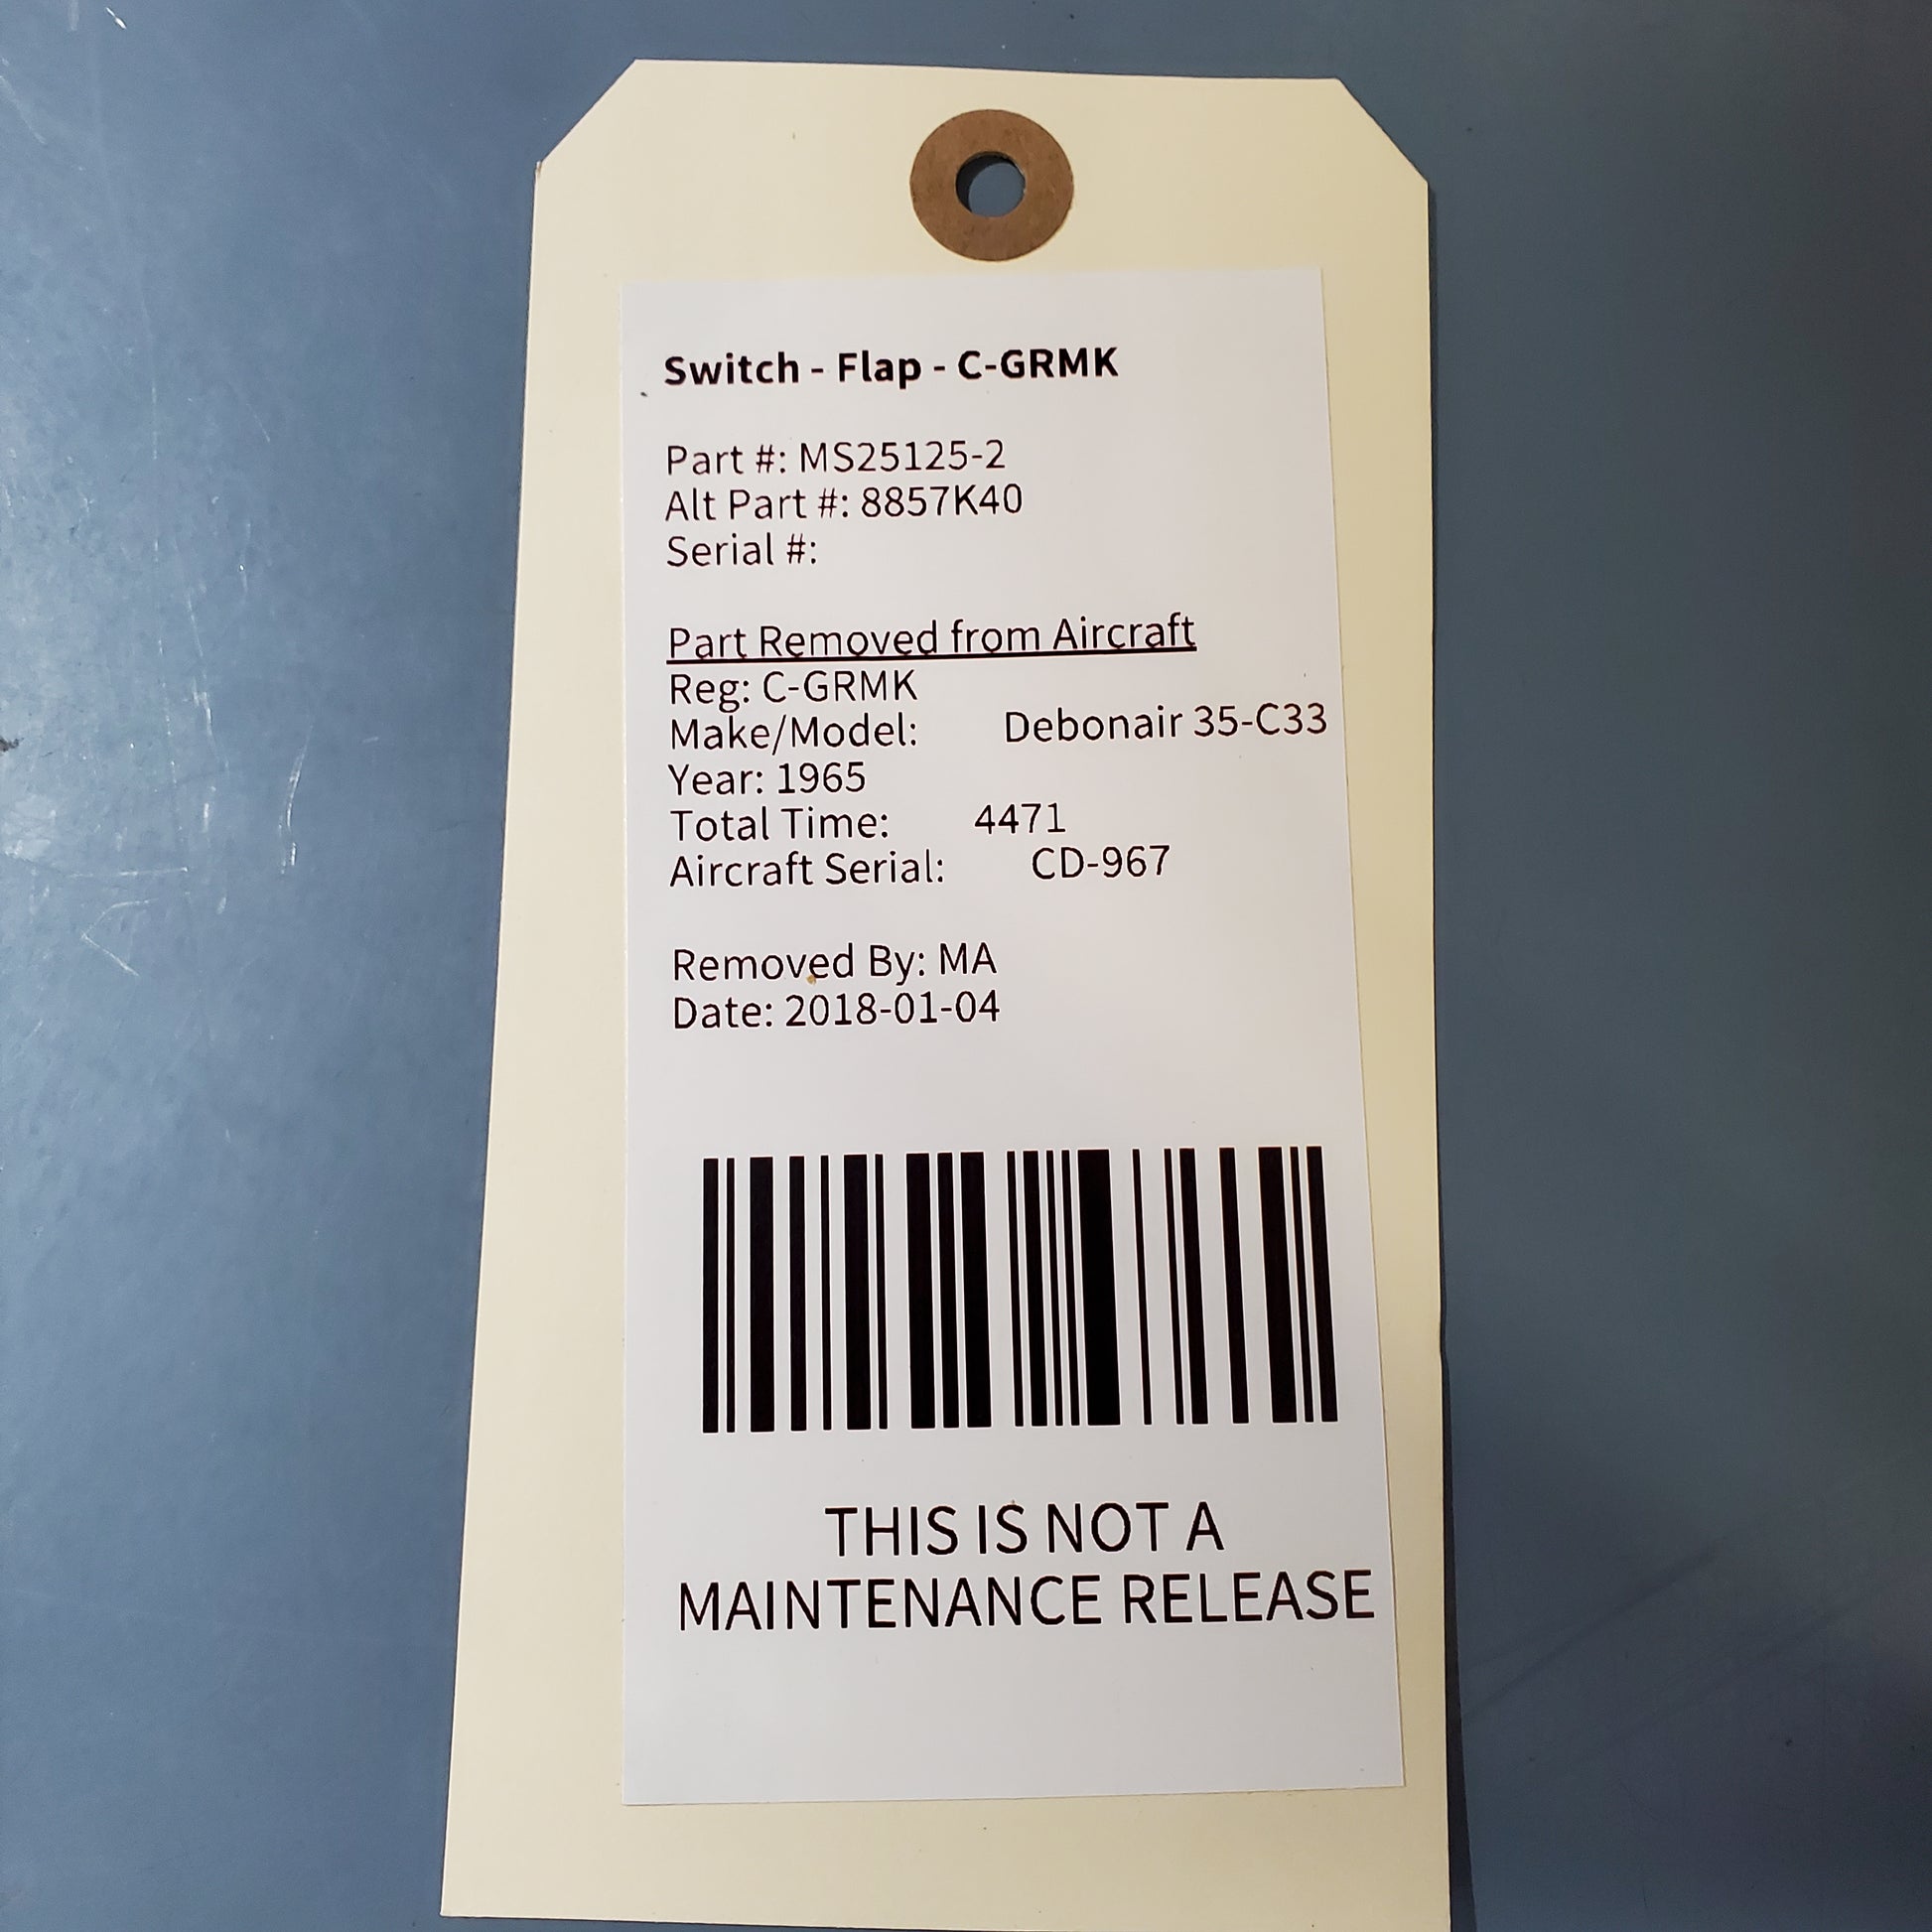 Switch - Flap - C-GRMK
Part #: MS25125-2
Alt Part #: 8857K40
Serial #:
Part Removed from Aircraft
Reg: C-GRMK
Make/Model: Debonair 35-C33
Year: 1965
Total Time: 4471
Aircraft Serial: CD-967
Removed By: MA
Date: 2018-01-04
THIS IS NOT A
MAINTENANCE RELEASE